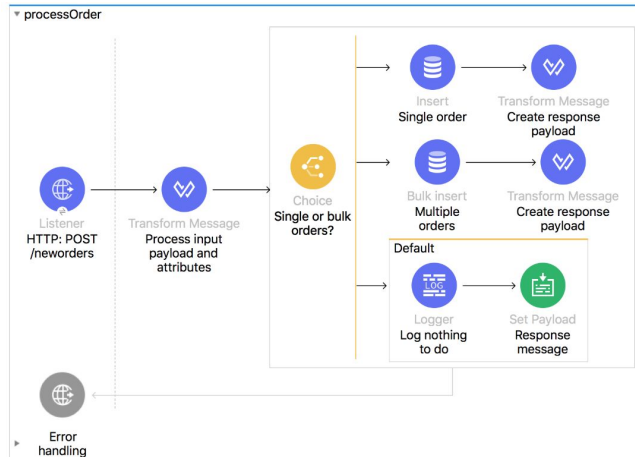 processOrder
Insert
Single order
Transform Message
Create response
payload
Listener
HTTP: POST
/neworders
Transform Message
Process input
payload and
attributes
Choice
Single or bulk
orders?
Bulk insert
Multiple
orders
Transform Message
Create response
payload
Default
LOG
Logger
Log nothing
to do
Set Payload
Response
message
Error
handling